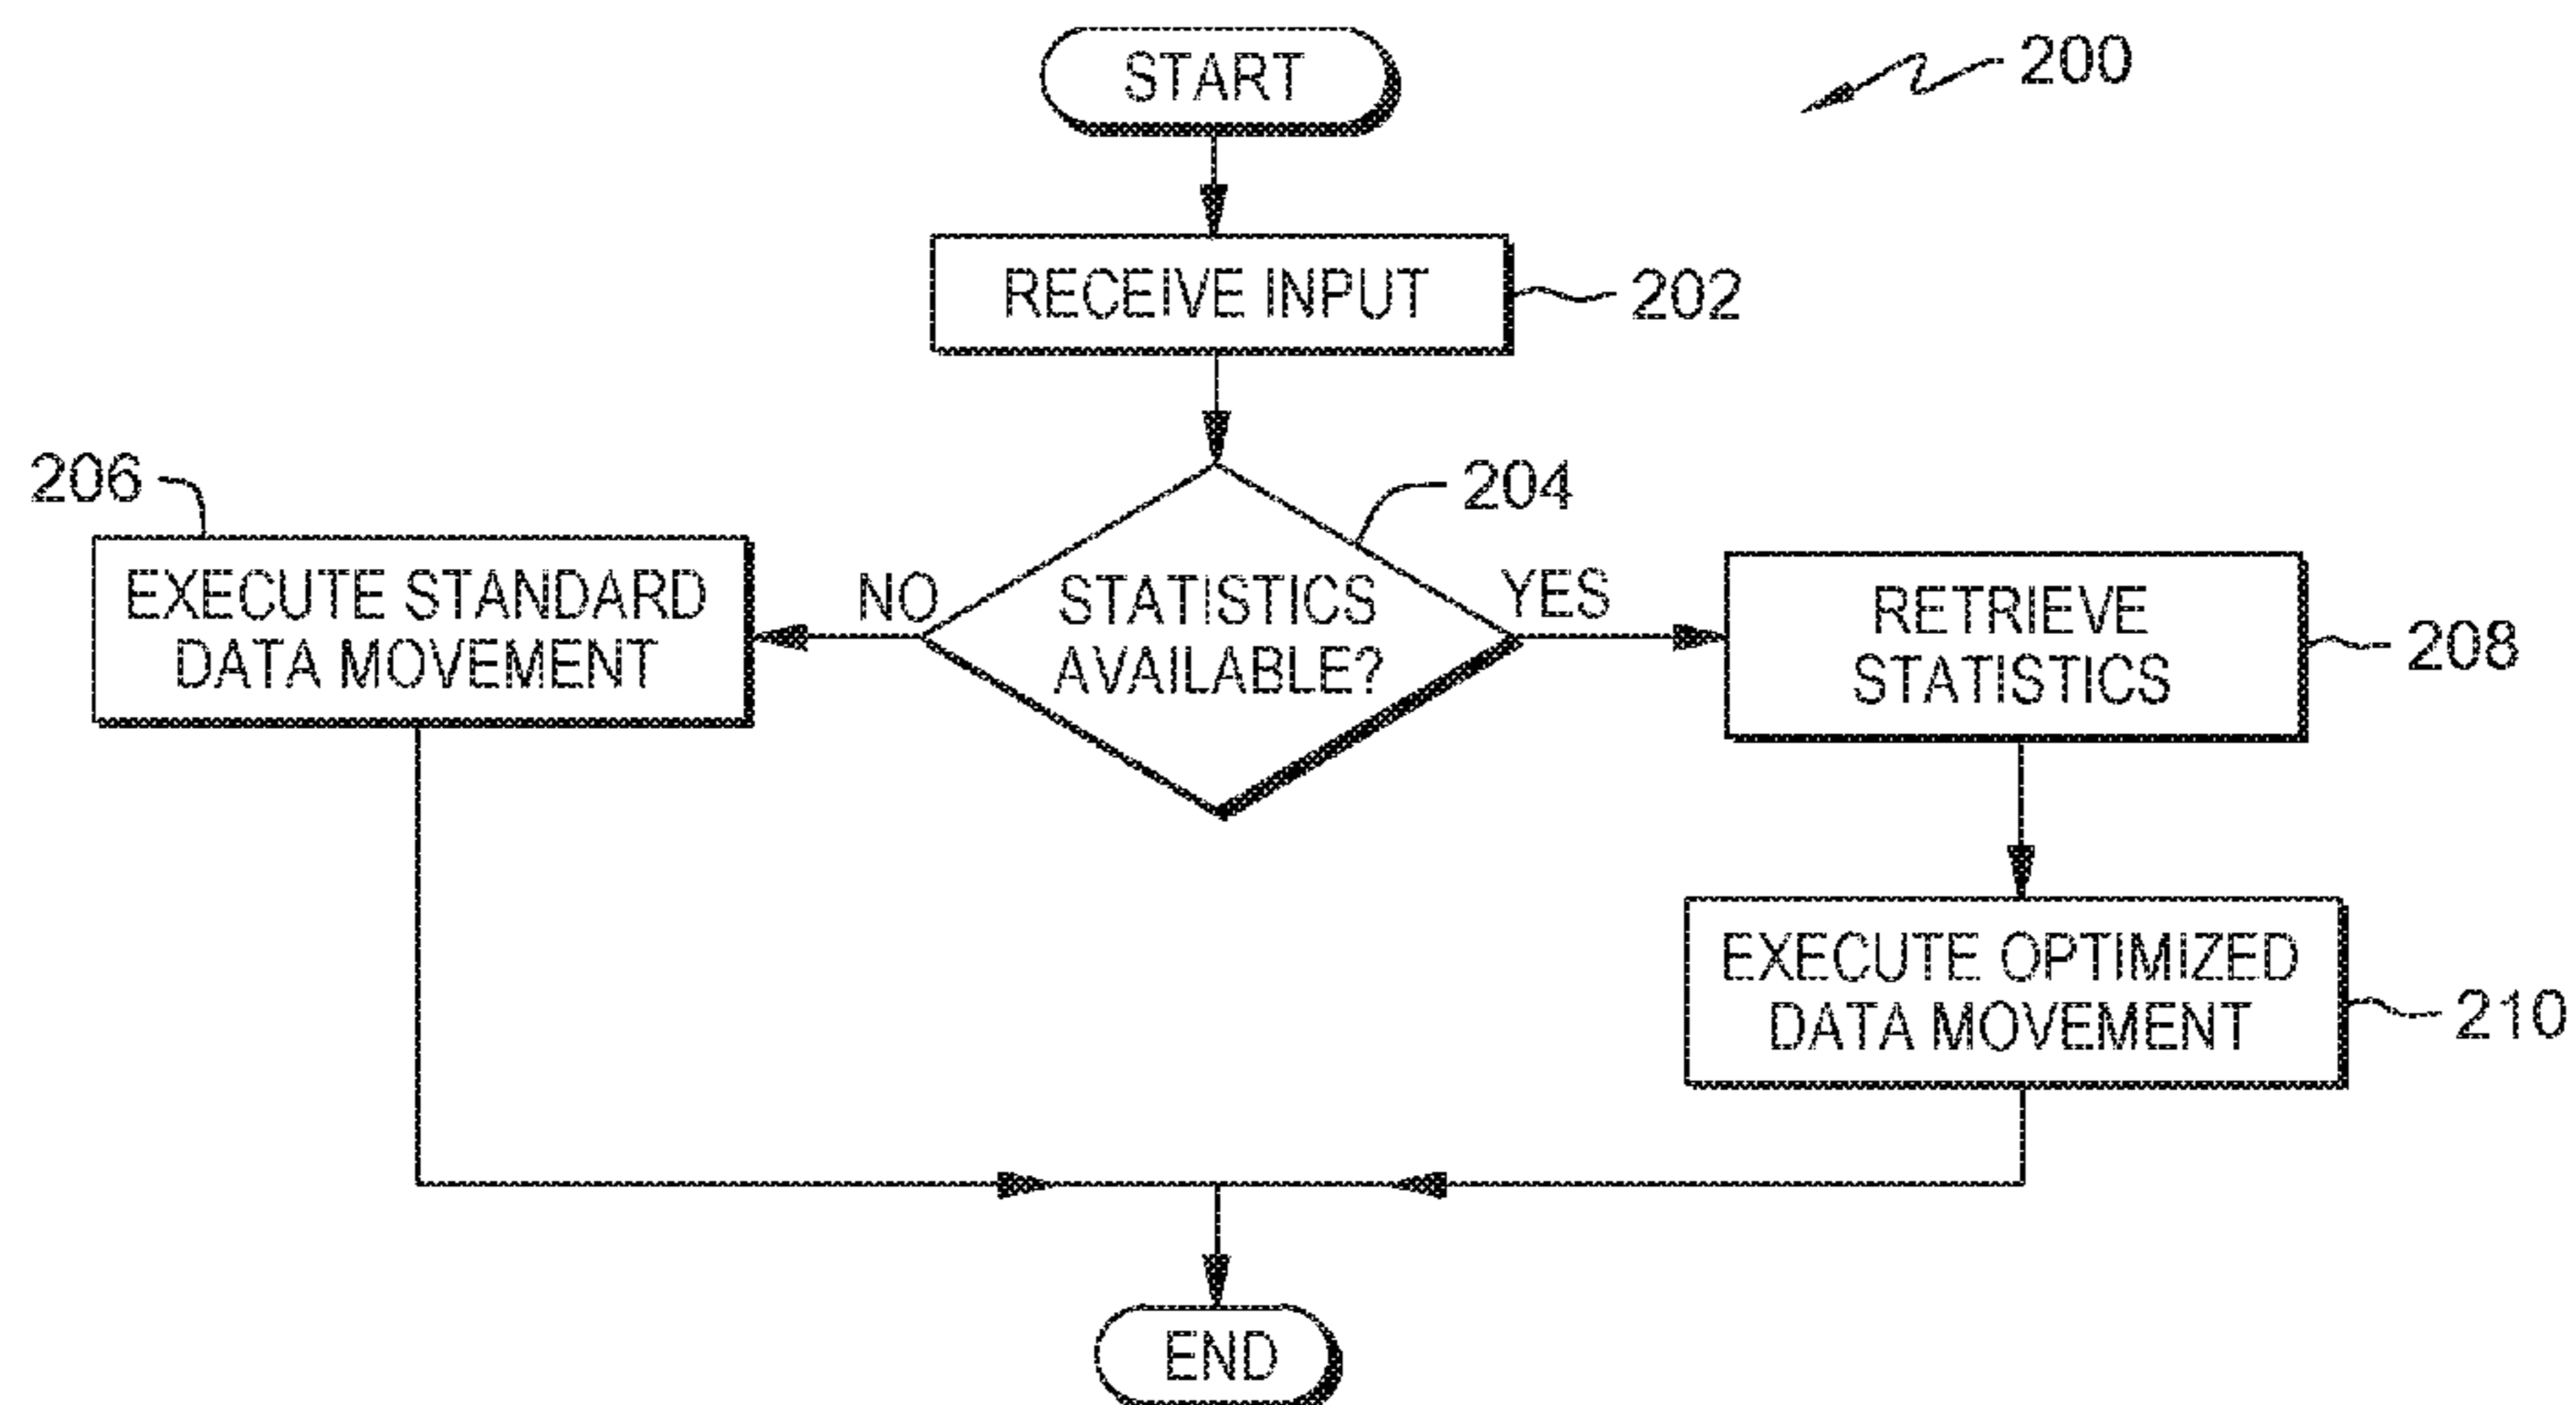 START
200
RECEIVE INPUT
202
206
204
EXECUTE STANDARD
DATA MOVEMENT
NO
STATISTICS
AVAILABLE?
YES
RETRIEVE
STATISTICS
208
EXECUTE OPTIMIZED
DATA MOVEMENT
210
END